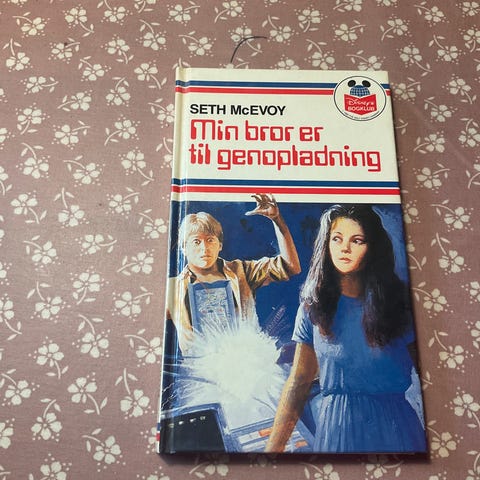 SETH McEVOY
Min bror er
til genopladning
DISNEY'S
BOGKLUB